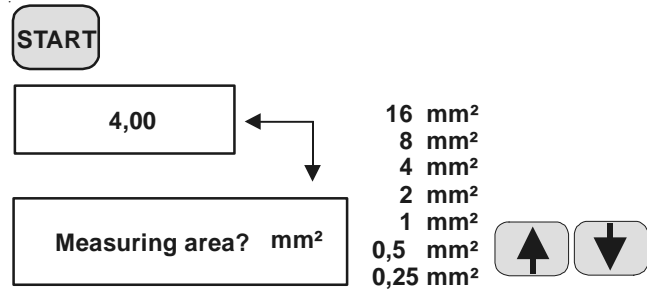 START
4,00
Measuring area? mm²
16 mm²
8 mm²
4 mm²
2 mm²
1 mm²
0,5 mm²
0,25 mm²